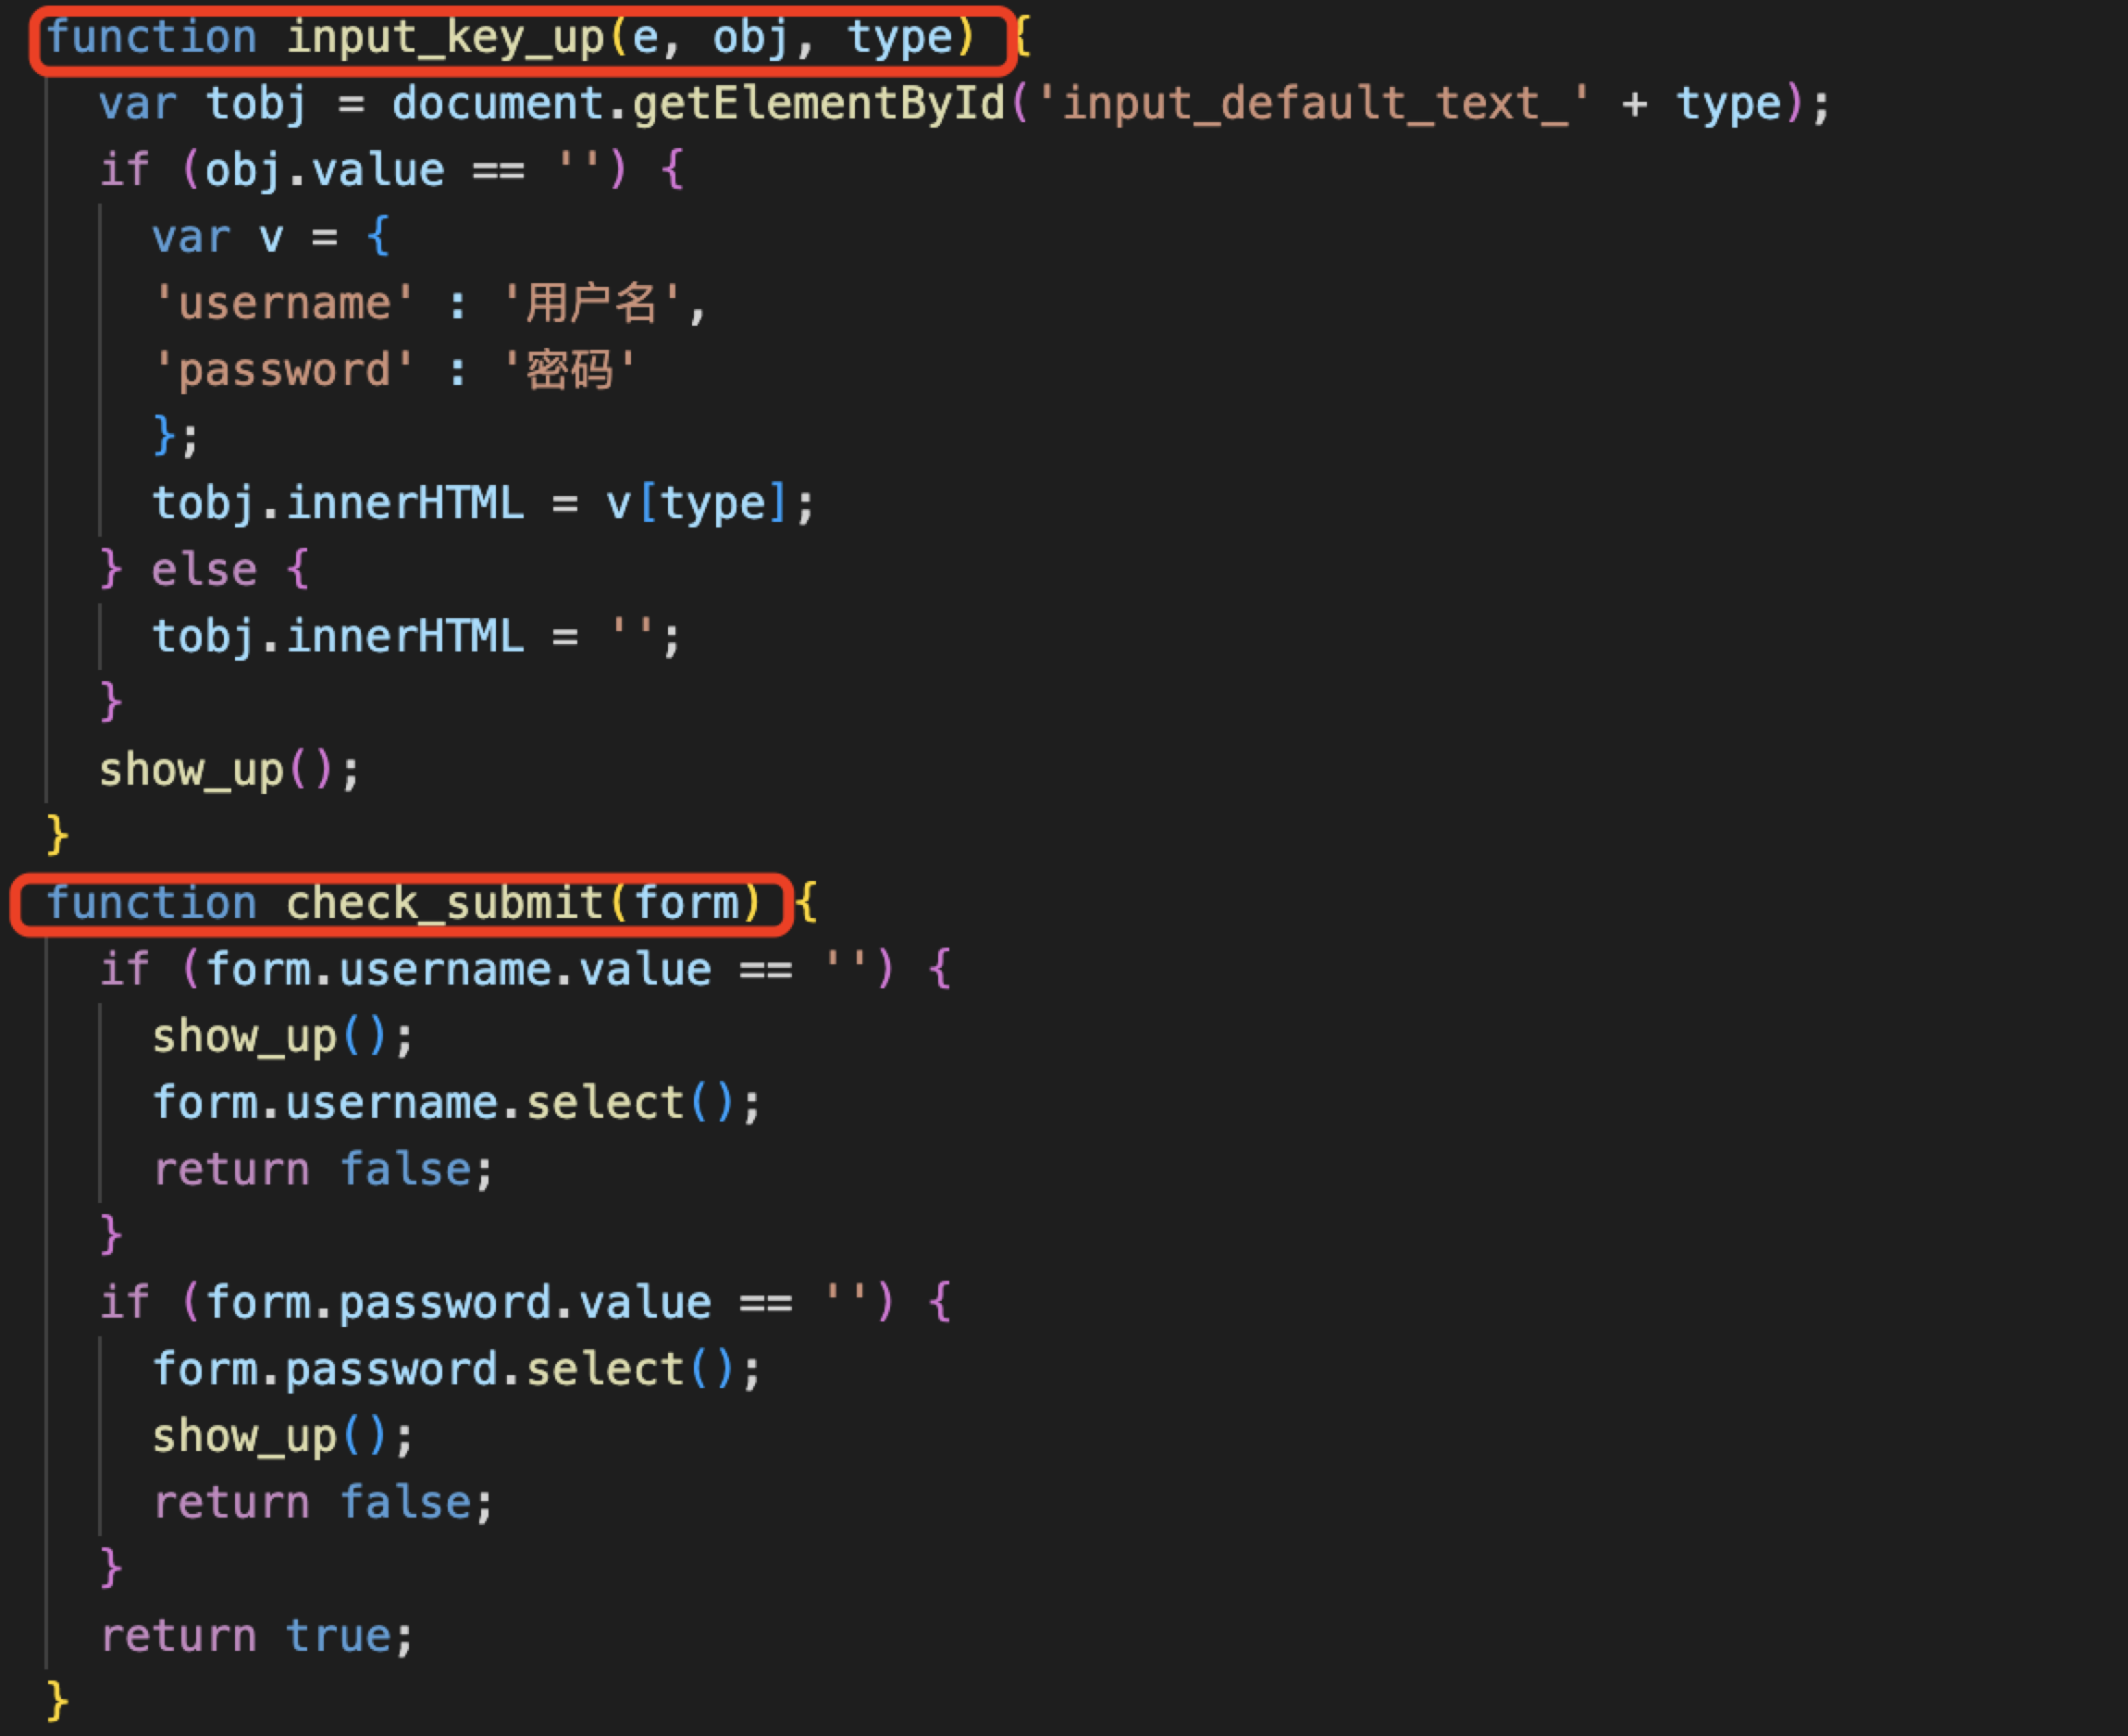 function input_key_up(e, obj, type) {
var tobj = document.getElementById('input_default_text_' + type);
if (obj.value == '') {
var v = {
'username' : '用户名',
'password' : '密码'
};
tobj.innerHTML = v[type];
} else {
tobj.innerHTML = '';
}
show_up();
}
function check_submit(form) {
if (form.username.value == '') {
show_up();
form.username.select();
return false;
}
if (form.password.value == '') {
form.password.select();
show_up();
return false;
}
return true;
}